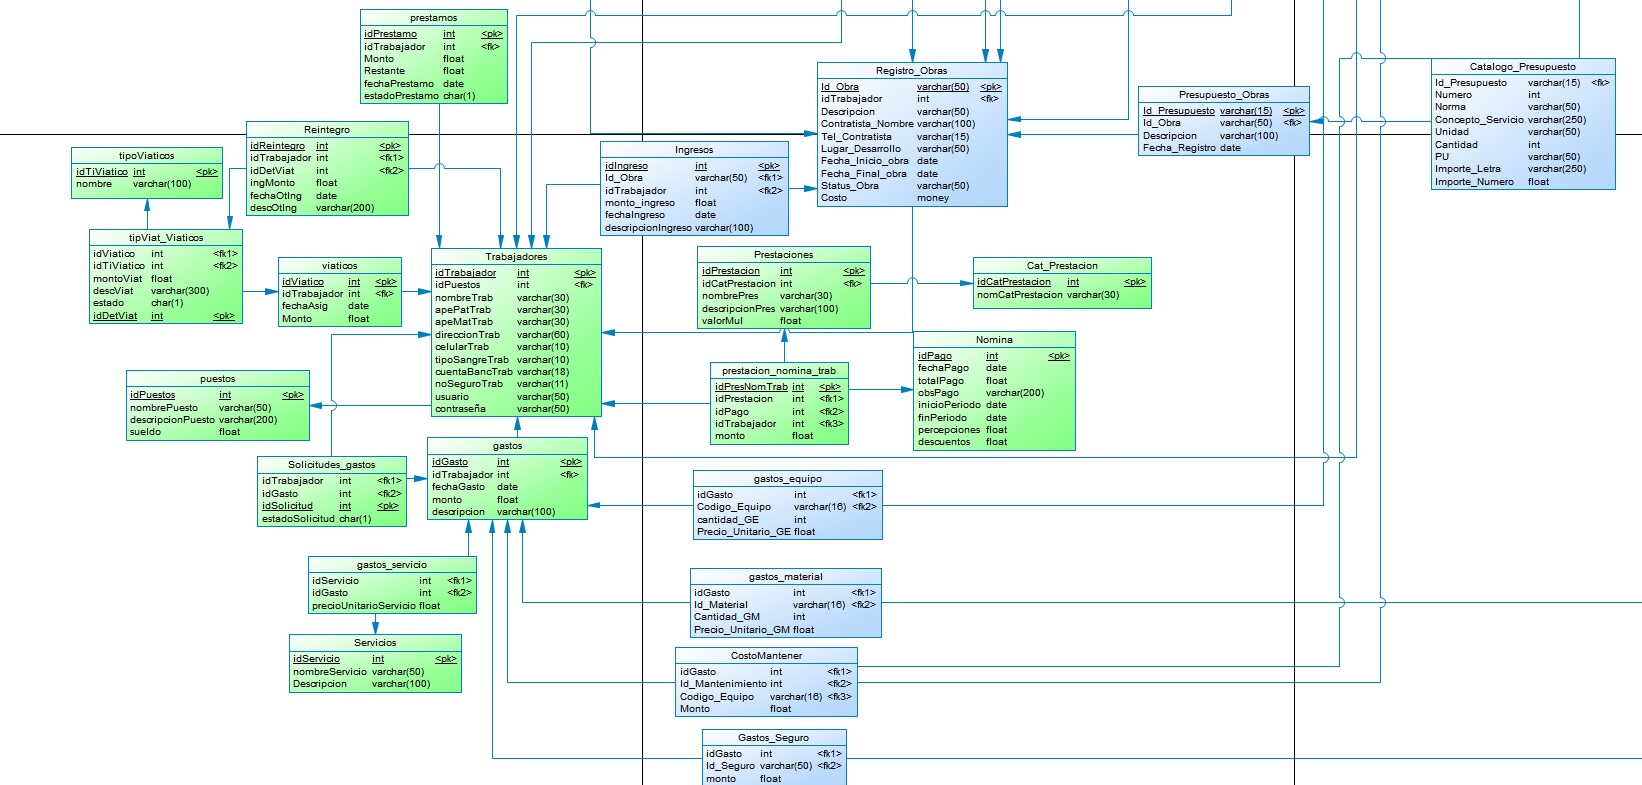 prestamos
idPrestamo int <pk>
idTrabajador int <fk>
Monto float
Restante float
fechaPrestamo date
estadoPrestamo char(1)
Registro_Obras
Id_Obra varchar(50) <pk>
idTrabajador int <fk>
Descripcion varchar(50)
Contratista_Nombre varchar(100)
Tel_Contratista varchar(15)
Lugar_Desarrollo varchar(50)
Fecha_Inicio_obra date
Fecha_Final_obra date
Status_Obra varchar(50)
Costo money
Catalogo_Presupuesto
Id_Presupuesto varchar(15) <fk>
Numero int
Norma varchar(50)
Concepto_Servicio varchar(250)
Unidad varchar(50)
Cantidad int
PU varchar(50)
Importe_Letra varchar(250)
Importe_Numero float
Presupuesto_Obras
Id_Presupuesto varchar(15) <pk>
Id_Obra varchar(50) <fk>
Descripcion varchar(100)
Fecha_Registro date
Reintegro
idReintegro int <pk>
idTrabajador int <fk1>
idDetViat int <fk2>
ingMonto float
fechaOtIng date
descOtIng varchar(200)
tipoViaticos
idTiViatico int <pk>
nombre varchar(100)
Ingresos
idIngreso int <pk>
Id_Obra varchar(50) <fk1>
idTrabajador int <fk2>
monto_ingreso float
fechaIngreso date
descripcionIngreso varchar(100)
tipViat_Viaticos
idViatico int <fk1>
idTiViatico int <fk2>
montoViat float
descViat varchar(300)
estado char(1)
idDetViat int <pk>
viaticos
idViatico int <pk>
idTrabajador int <fk>
fechaAsig date
Monto float
Trabajadores
idTrabajador int <pk>
idPuestos int <fk>
nombreTrab varchar(30)
apePatTrab varchar(30)
apeMatTrab varchar(30)
direccionTrab varchar(60)
celularTrab varchar(10)
tipoSangreTrab varchar(10)
cuentaBancTrab varchar(18)
noSeguroTrab varchar(11)
usuario varchar(50)
contraseña varchar(50)
Prestaciones
idPrestacion int <pk>
idCatPrestacion int <fk>
nombrePres varchar(30)
descripcionPres varchar(100)
valorMul float
Cat_Prestacion
idCatPrestacion int <pk>
nomCatPrestacion varchar(30)
Nomina
idPago int <pk>
fechaPago date
totalPago float
obsPago varchar(200)
inicioPeriodo date
finPeriodo date
percepciones float
descuentos float
prestacion_nomina_trab
idPresNomTrab int <pk>
idPrestacion int <fk1>
idPago int <fk2>
idTrabajador int <fk3>
monto float
puestos
idPuestos int <pk>
nombrePuesto varchar(50)
descripcionPuesto varchar(200)
sueldo float
gastos
idGasto int <pk>
idTrabajador int <fk>
fechaGasto date
monto float
descripcion varchar(100)
Solicitudes_gastos
idTrabajador int <fk1>
idGasto int <fk2>
idSolicitud int <pk>
estadoSolicitud char(1)
gastos_equipo
idGasto int <fk1>
Codigo_Equipo varchar(16) <fk2>
cantidad_GE int
Precio_Unitario_GE float
gastos_servicio
idServicio int <fk1>
idGasto int <fk2>
precioUnitarioServicio float
gastos_material
idGasto int <fk1>
Id_Material varchar(16) <fk2>
Cantidad_GM int
Precio_Unitario_GM float
Servicios
idServicio int <pk>
nombreServicio varchar(50)
Descripcion varchar(100)
CostoMantener
idGasto int <fk1>
Id_Mantenimiento int <fk2>
Codigo_Equipo varchar(16) <fk3>
Monto float
Gastos_Seguro
idGasto int <fk1>
Id_Seguro varchar(50) <fk2>
monto float